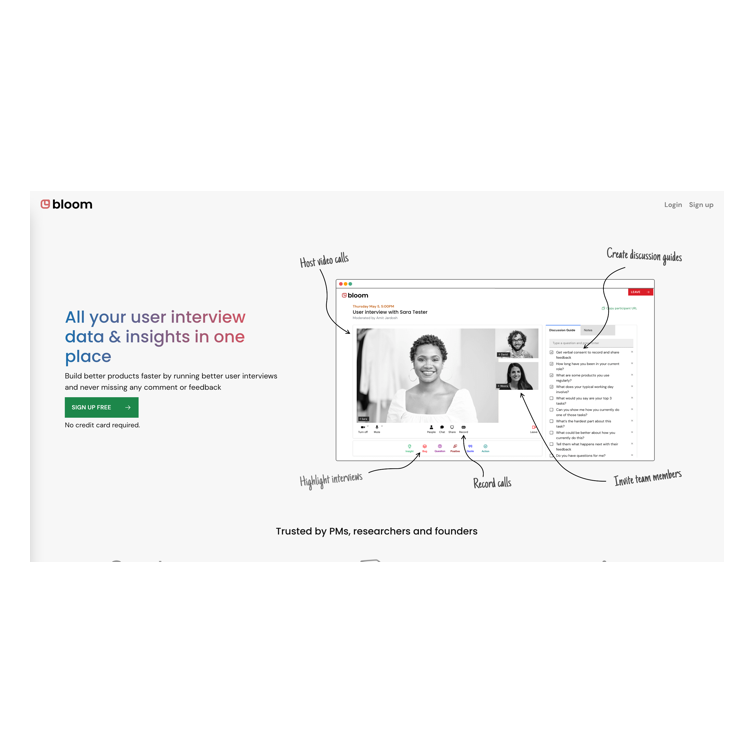 bloom
Login Sign up
Host video calls
Create discussion guides
bloom
LEAVE
Thursday May 5, 5:00PM
User interview with Sara Tester
All your user interview
data & insights in one
place
Build better products faster by running better user interviews
and never missing any comment or feedback
SIGN UP FREE →
No credit card required.
Discussion Guide Notes
Get verbal consent to record and share
feedback
How long have you been in your current
role?
What are some products you use
regularly?
What does your typical working day
involve?
What would you say are your top 3
tasks?
Can you show me how you currently do
one of those tasks?
What's the hardest part about this
task?
What could be better about how you
currently do this?
Tell them what happens next with their
feedback
Do you have questions for me?
Turn off Mute People Chat Share Record Leave
Highlight interviews
Record calls
Invite team members
Trusted by PMs, researchers and founders